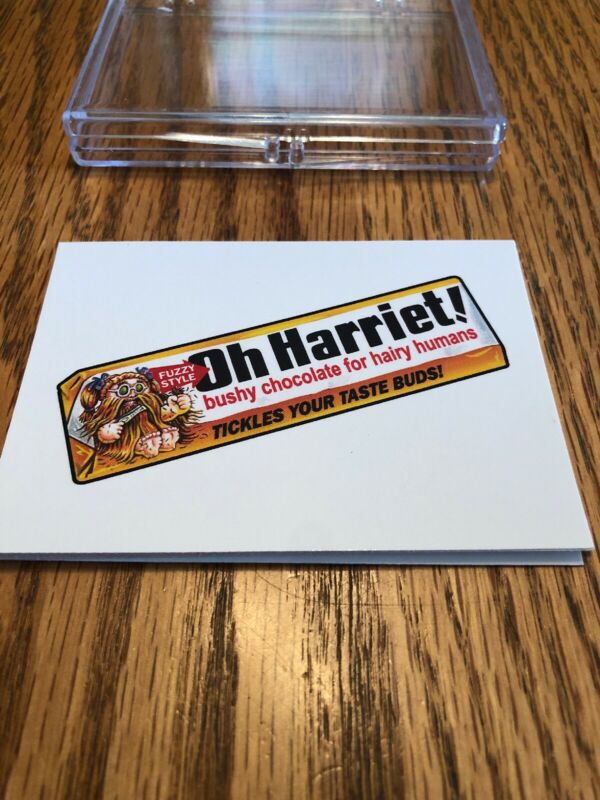 FUZZY
STYLE
Oh Harriet!
bushy chocolate for hairy humans
TICKLES YOUR TASTE BUDS!